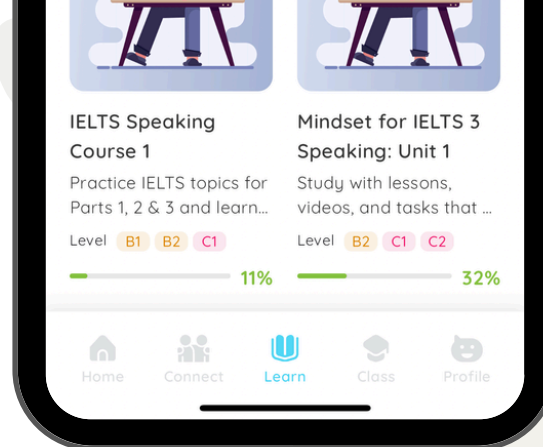 IELTS Speaking
Course 1
Practice IELTS topics for
Parts 1, 2 & 3 and learn...
Level B1 B2 C1
11%
Mindset for IELTS 3
Speaking: Unit 1
Study with lessons,
videos, and tasks that ...
Level B2 C1 C2
32%
Home Connect Learn Class Profile